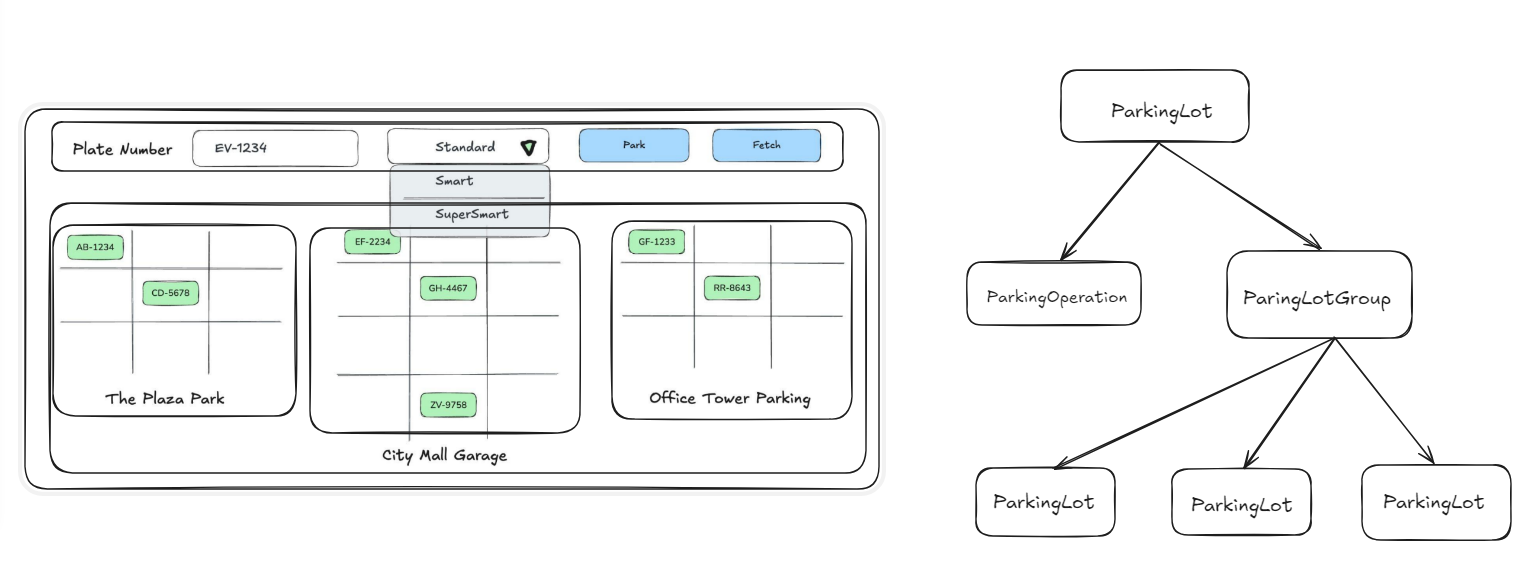 Plate Number
EV-1234
Standard
Park
Fetch
Smart
SuperSmart
AB-1234
CD-5678
The Plaza Park
EF-2234
GH-4467
ZV-9758
City Mall Garage
GF-1233
RR-8643
Office Tower Parking
ParkingLot
ParkingOperation
ParingLotGroup
ParkingLot
ParkingLot
ParkingLot